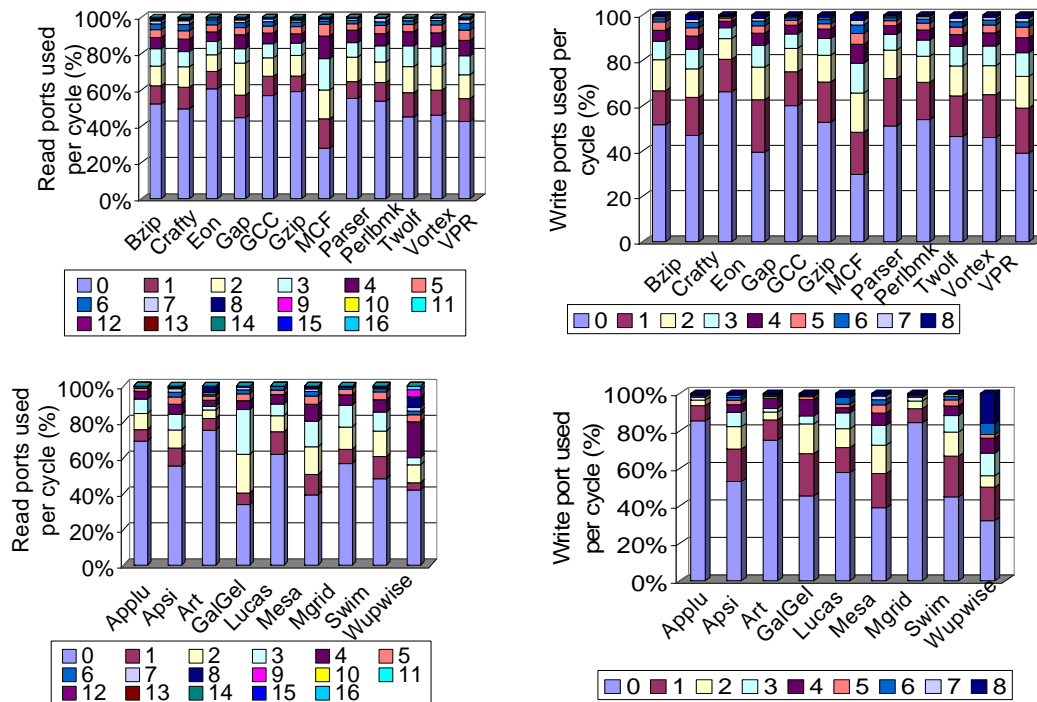 Read ports used
per cycle (%)
100%
80%
60%
40%
20%
0%
Bzip
Crafty
Eon
Gap
GCC
Gzip
MCF
Parser
Perlbmk
Twolf
Vortex
VPR
0 1 2 3 4 5
6 7 8 9 10 11
12 13 14 15 16
Write ports used per
cycle (%)
100
80
60
40
20
0
Bzip
Crafty
Eon
Gap
GCC
Gzip
MCF
Parser
Perlbmk
Twolf
Vortex
VPR
0 1 2 3 4 5 6 7 8
Read ports used
per cycle (%)
100%
80%
60%
40%
20%
0%
Applu
Apsi
Art
GalGel
Lucas
Mesa
Mgrid
Swim
Wupwise
0 1 2 3 4 5
6 7 8 9 10 11
12 13 14 15 16
Write port used
per cycle (%)
100%
80%
60%
40%
20%
0%
Applu
Apsi
Art
GalGel
Lucas
Mesa
Mgrid
Swim
Wupwise
0 1 2 3 4 5 6 7 8